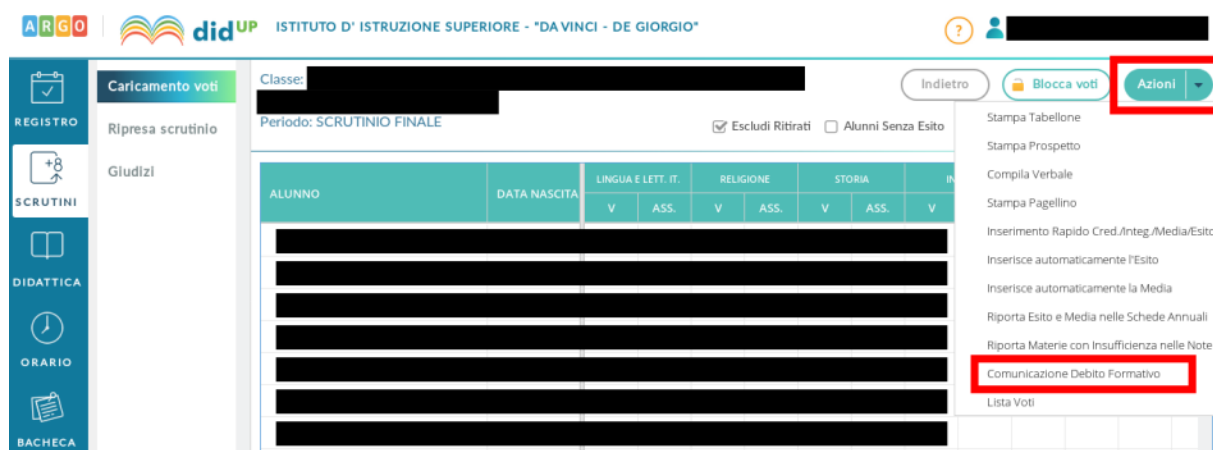 ARGO didUP ISTITUTO D' ISTRUZIONE SUPERIORE - "DA VINCI - DE GIORGIO" ?
REGISTRO
+8
SCRUTINI
DIDATTICA
ORARIO
BACHECA
Caricamento voti
Ripresa scrutinio
Giudizi
Classe:
Indietro Blocca voti Azioni
Periodo: SCRUTINIO FINALE Escludi Ritirati Alunni Senza Esito
ALUNNO DATA NASCITA LINGUA E LETT. IT. RELIGIONE STORIA IN
V ASS. V ASS. V ASS. V
Stampa Tabellone
Stampa Prospetto
Compila Verbale
Stampa Pagellino
Inserimento Rapido Cred./Integ./Media/Esito
Inserisce automaticamente l'Esito
Inserisce automaticamente la Media
Riporta Esito e Media nelle Schede Annuali
Riporta Materie con Insufficienza nelle Note
Comunicazione Debito Formativo
Lista Voti